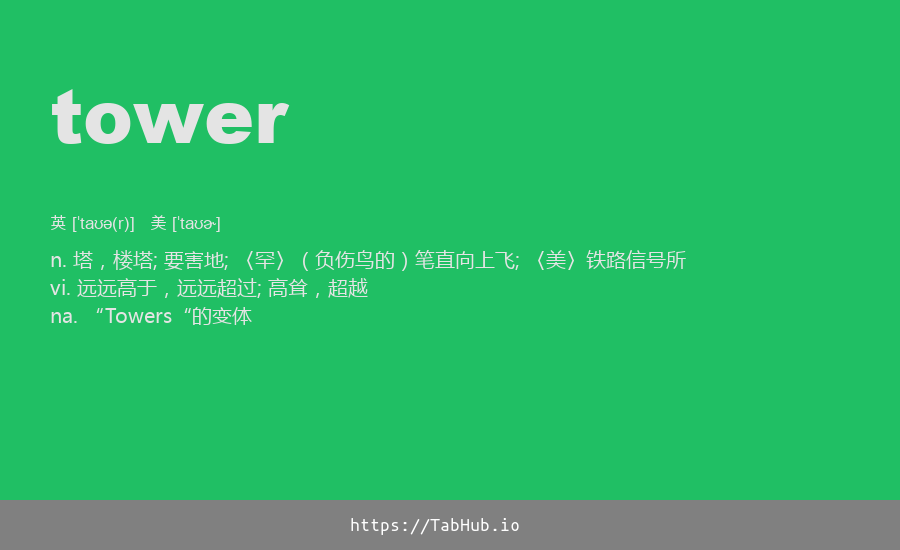 tower
英 [ˈtaʊə(r)] 美 [ˈtaʊɚ]
n. 塔，楼塔; 要害地; 〈罕〉（负伤鸟的）笔直向上飞; 〈美〉铁路信号所
vi. 远远高于，远远超过; 高耸，超越
na. “Towers“的变体
https://TabHub.io